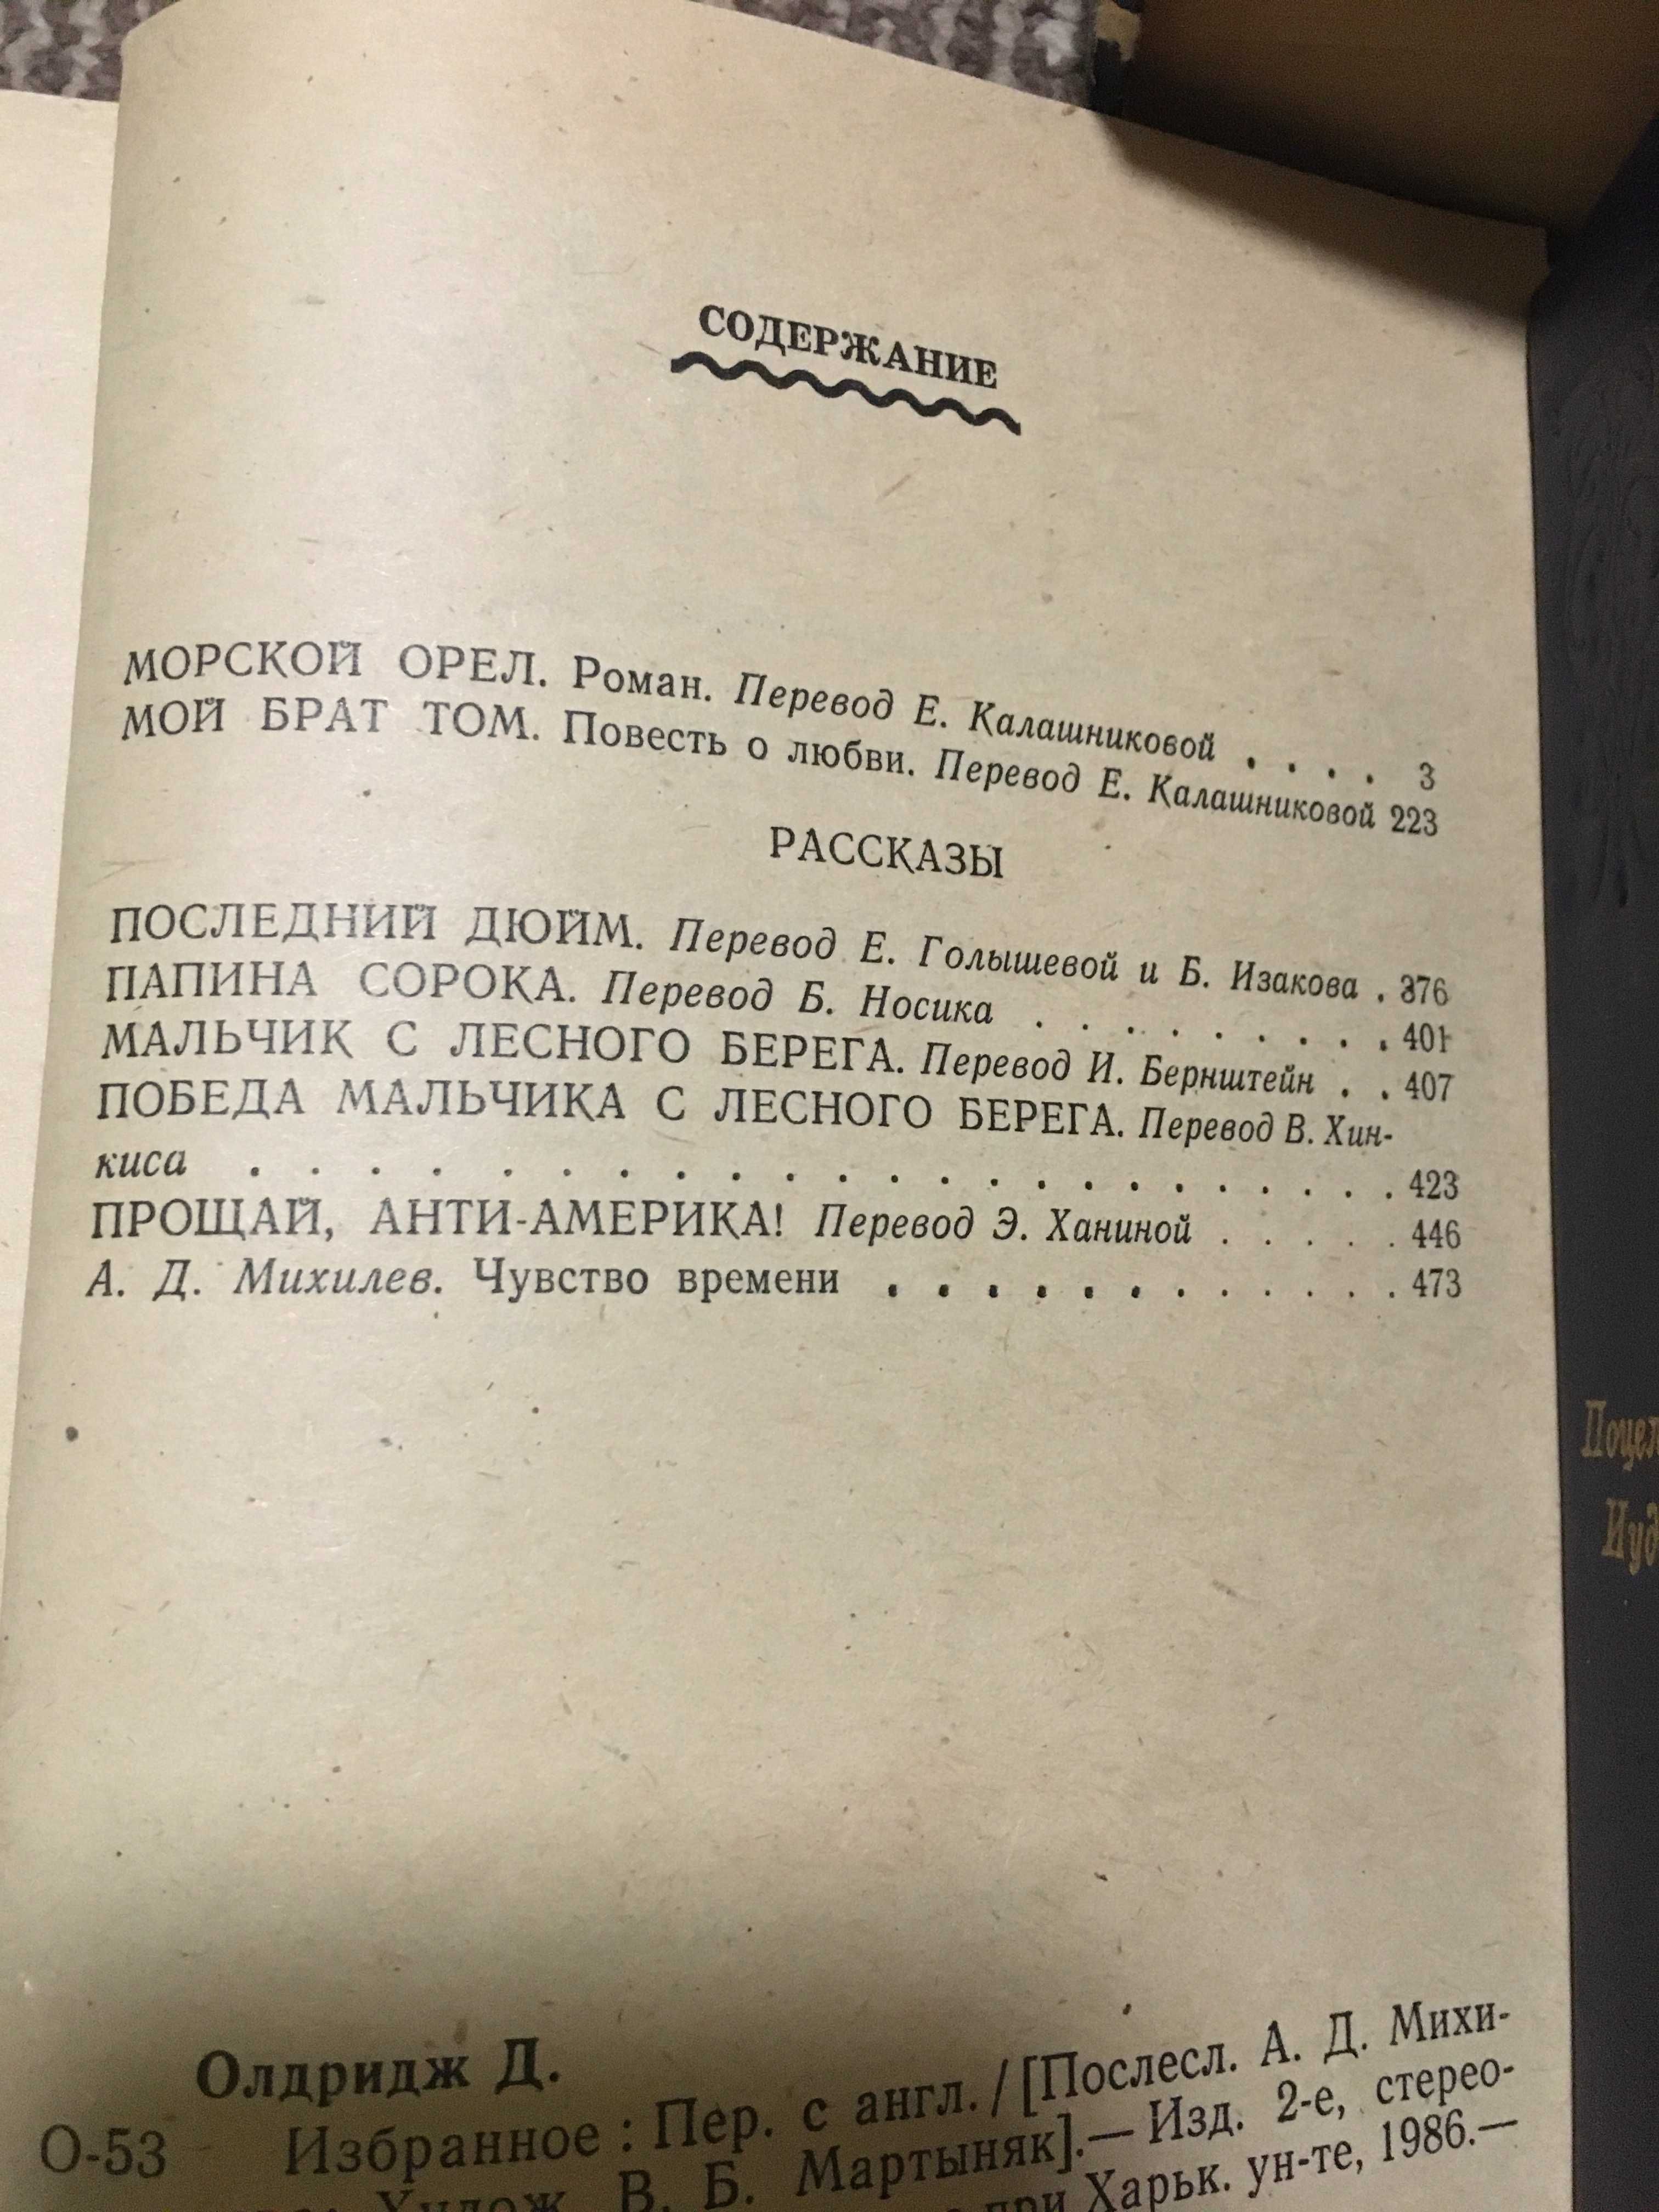 СОДЕРЖАНИЕ
МОРСКОЙ ОРЕЛ. Роман. Перевод Е. Калашниковой . . . . 3
МОЙ БРАТ ТОМ. Повесть о любви. Перевод Е. Калашниковой 223
РАССКАЗЫ
ПОСЛЕДНИЙ ДЮЙМ. Перевод Е. Голышевой и Б. Изакова . 376
ПАПИНА СОРОКА. Перевод Б. Носика . . . . . . . . . 401
МАЛЬЧИК С ЛЕСНОГО БЕРЕГА. Перевод И. Бернштейн . . 407
ПОБЕДА МАЛЬЧИКА С ЛЕСНОГО БЕРЕГА. Перевод В. Хин-
киса . . . . . . . . . . . . . . . . . . . . . 423
ПРОЩАЙ, АНТИ-АМЕРИКА! Перевод Э. Ханиной . . . . . 446
А. Д. Михилев. Чувство времени . . . . . . . . . . . 473
Олдридж Д.
О-53 Избранное : Пер. с англ. / [Послесл. А. Д. Михи-
Худож. В. Б. Мартыняк].— Изд. 2-е, стерео-
при Харьк. ун-те, 1986.—